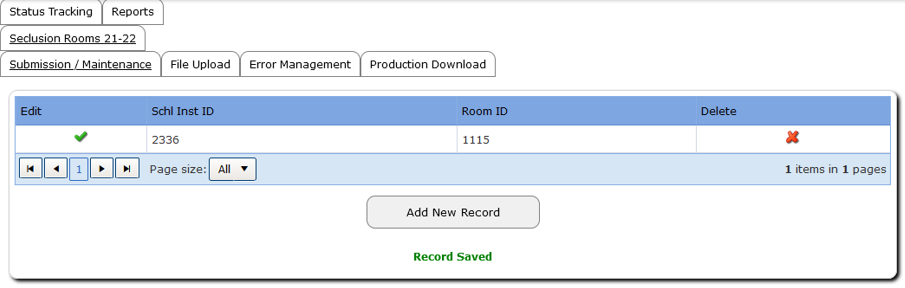 Status Tracking Reports
Seclusion Rooms 21-22
Submission / Maintenance File Upload Error Management Production Download
Edit Schl Inst ID Room ID Delete
2336 1115
1 Page size: All 1 items in 1 pages
Add New Record
Record Saved